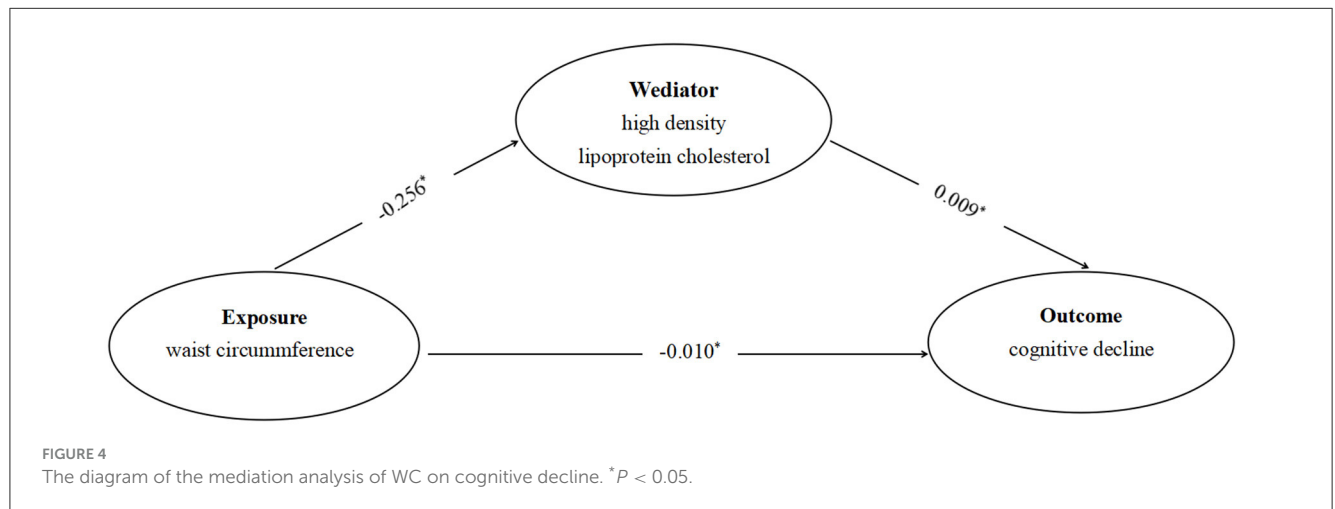 Wediator
high density
lipoprotein cholesterol
-0.256*
0.009*
Exposure
waist circummference
-0.010*
Outcome
cognitive decline
FIGURE 4
The diagram of the mediation analysis of WC on cognitive decline. *P < 0.05.